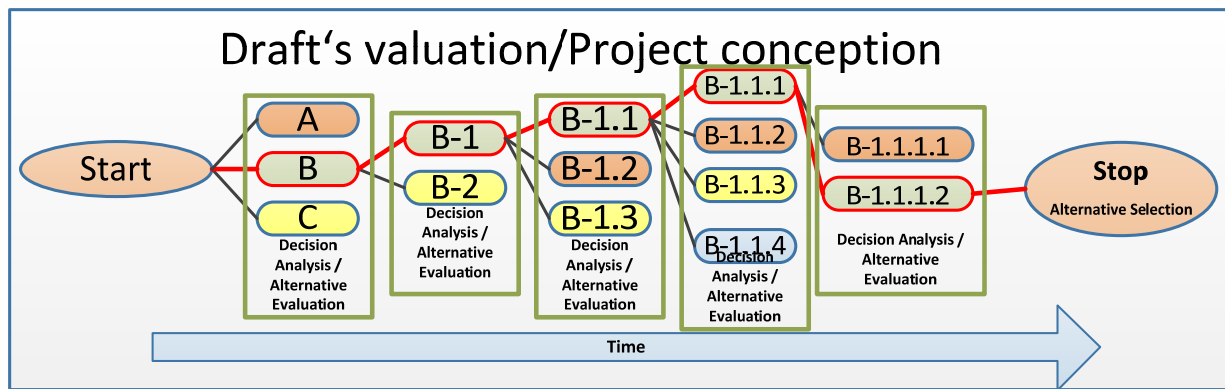 Draft‘s valuation/Project conception
Start
A
B
C
Decision
Analysis /
Alternative
Evaluation
B-1
B-2
Decision
Analysis /
Alternative
Evaluation
B-1.1
B-1.2
B-1.3
Decision
Analysis /
Alternative
Evaluation
B-1.1.1
B-1.1.2
B-1.1.3
B-1.1.4
Decision
Analysis /
Alternative
Evaluation
B-1.1.1.1
B-1.1.1.2
Decision Analysis /
Alternative
Evaluation
Stop
Alternative Selection
Time